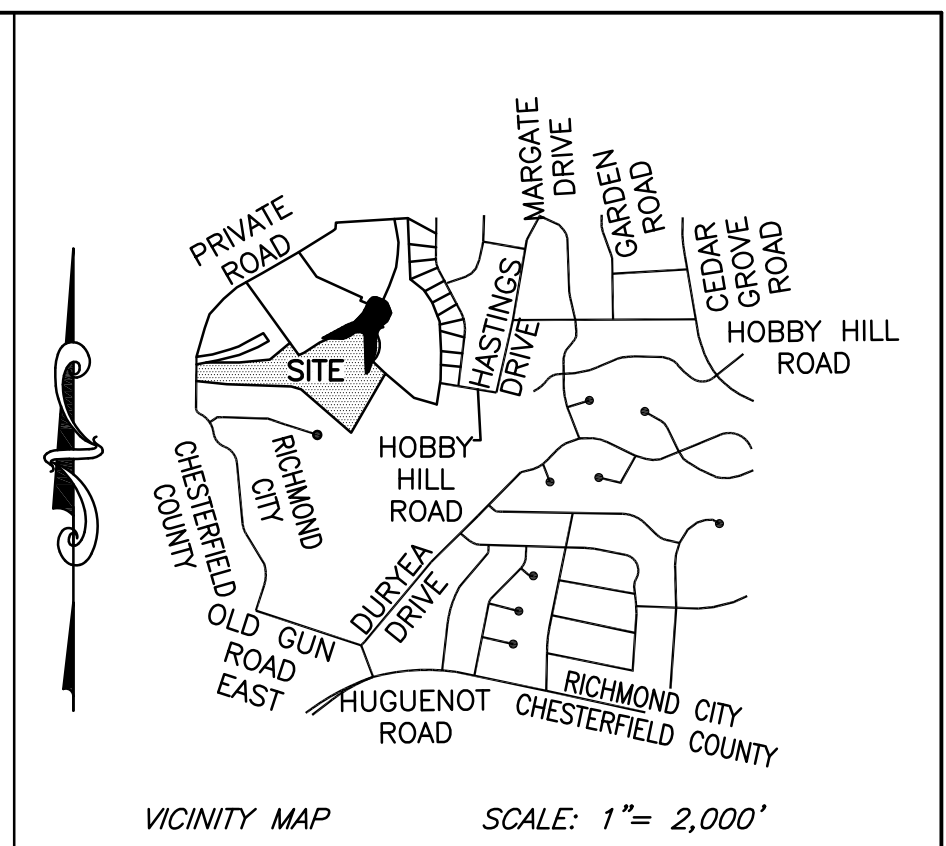 MARGATE
DRIVE
GARDEN
ROAD
CEDAR
GROVE
ROAD
PRIVATE
ROAD
HASTINGS
DRIVE
HOBBY HILL
ROAD
SITE
HOBBY
HILL
ROAD
RICHMOND
CITY
CHESTERFIELD
COUNTY
DURYEA
DRIVE
OLD GUN
ROAD
EAST
HUGUENOT
ROAD
RICHMOND CITY
CHESTERFIELD COUNTY
VICINITY MAP SCALE: 1"= 2,000'